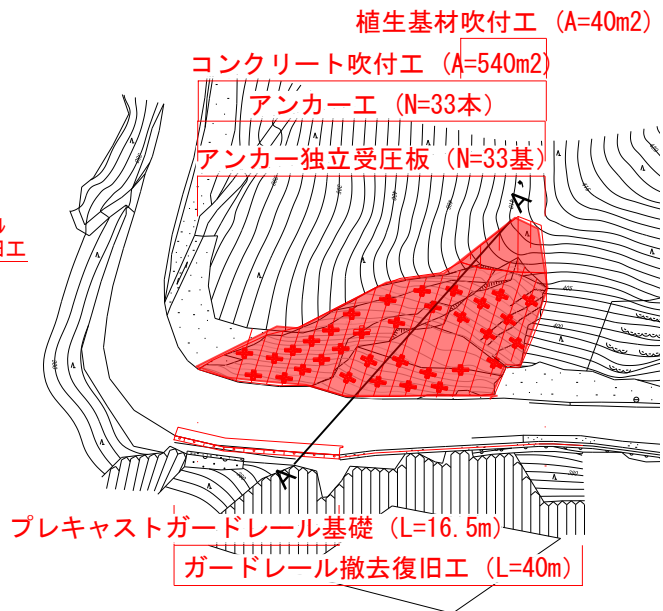 植生基材吹付工 (A=40m2)
コンクリート吹付工 (A=540m2)
アンカー工 (N=33本)
アンカー独立受圧板 (N=33基)
A'
405
400
A
プレキャストガードレール基礎 (L=16.5m)
ガードレール撤去復旧工 (L=40m)